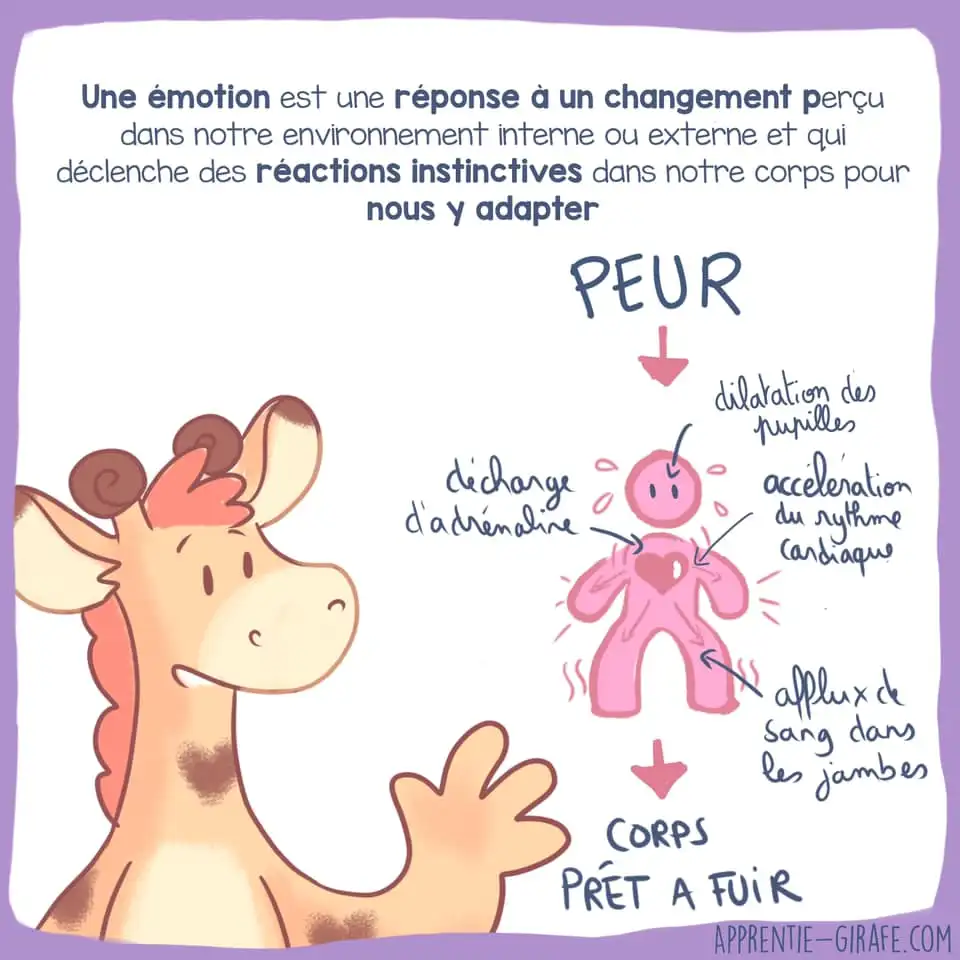 Une émotion est une réponse à un changement perçu
dans notre environnement interne ou externe et qui
déclenche des réactions instinctives dans notre corps pour
nous y adapter
PEUR
dilatation des
pupilles
décharge
d'adrénaline
accélération
du rythme
cardiaque
afflux de
sang dans
les jambes
CORPS
PRÊT A FUIR
APPRENTIE-GIRAFE.COM